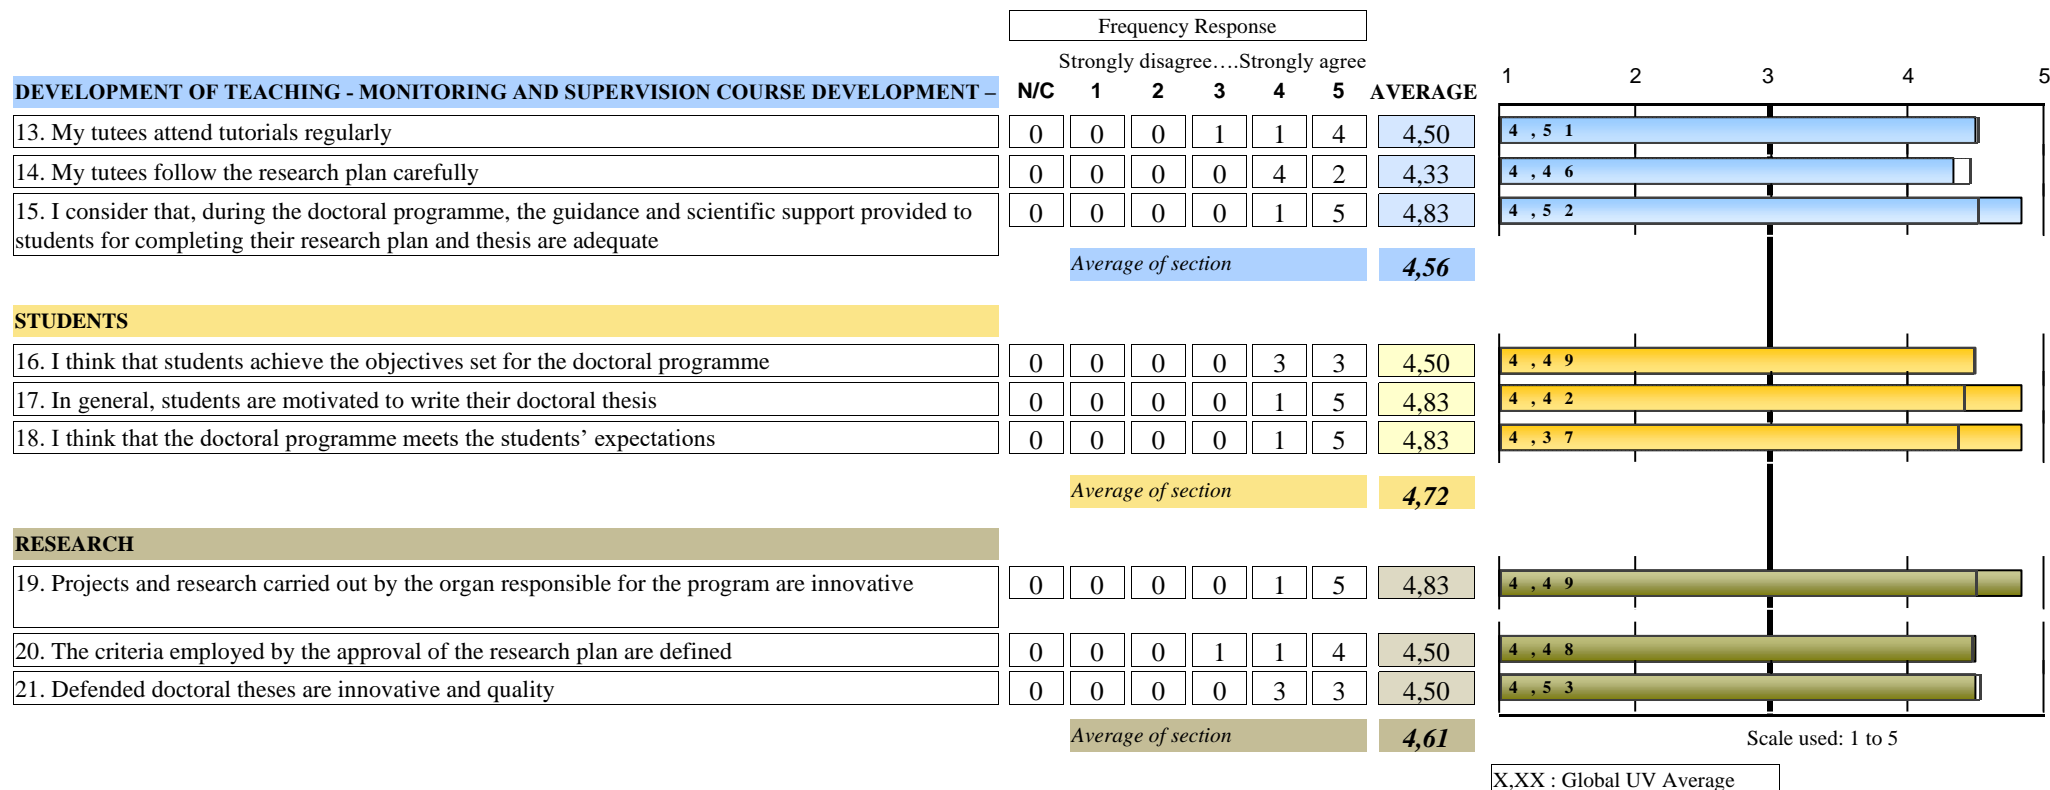 Frequency Response
Strongly disagree….Strongly agree
DEVELOPMENT OF TEACHING - MONITORING AND SUPERVISION COURSE DEVELOPMENT – N/C 1 2 3 4 5 AVERAGE 1 2 3 4 5
13. My tutees attend tutorials regularly 0 0 0 1 1 4 4,50 4,51
14. My tutees follow the research plan carefully 0 0 0 0 4 2 4,33 4,46
15. I consider that, during the doctoral programme, the guidance and scientific support provided to 0 0 0 0 1 5 4,83 4,52
students for completing their research plan and thesis are adequate
Average of section 4,56
STUDENTS
16. I think that students achieve the objectives set for the doctoral programme 0 0 0 0 3 3 4,50 4,49
17. In general, students are motivated to write their doctoral thesis 0 0 0 0 1 5 4,83 4,42
18. I think that the doctoral programme meets the students’ expectations 0 0 0 0 1 5 4,83 4,37
Average of section 4,72
RESEARCH
19. Projects and research carried out by the organ responsible for the program are innovative 0 0 0 0 1 5 4,83 4,49
20. The criteria employed by the approval of the research plan are defined 0 0 0 1 1 4 4,50 4,48
21. Defended doctoral theses are innovative and quality 0 0 0 0 3 3 4,50 4,53
Average of section 4,61
Scale used: 1 to 5
X,XX : Global UV Average